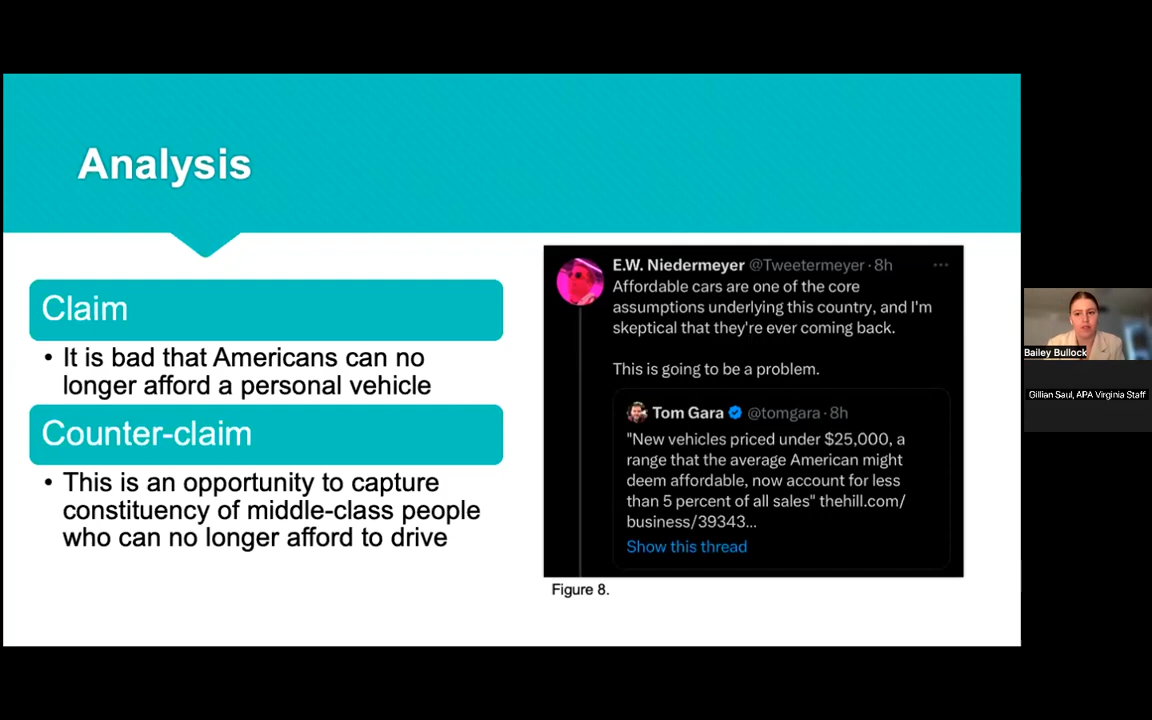 Analysis
Claim
• It is bad that Americans can no
longer afford a personal vehicle
Counter-claim
• This is an opportunity to capture
constituency of middle-class people
who can no longer afford to drive
E.W. Niedermeyer @Tweetermeyer · 8h
Affordable cars are one of the core
assumptions underlying this country, and I'm
skeptical that they're ever coming back.
This is going to be a problem.
Tom Gara @tomgara · 8h
"New vehicles priced under $25,000, a
range that the average American might
deem affordable, now account for less
than 5 percent of all sales" thehill.com/
business/39343...
Show this thread
Figure 8.
Bailey Bullock
Gillian Saul, APA Virginia Staff